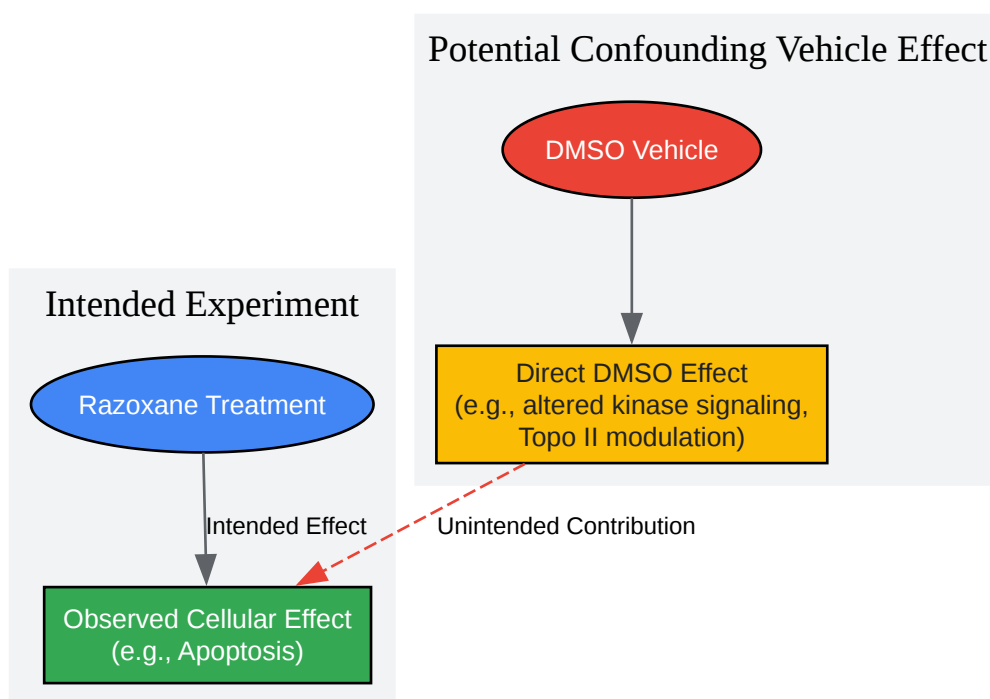 Potential Confounding Vehicle Effect
DMSO Vehicle
Direct DMSO Effect
(e.g., altered kinase signaling,
Topo II modulation)
Unintended Contribution
Intended Experiment
Razoxane Treatment
Intended Effect
Observed Cellular Effect
(e.g., Apoptosis)